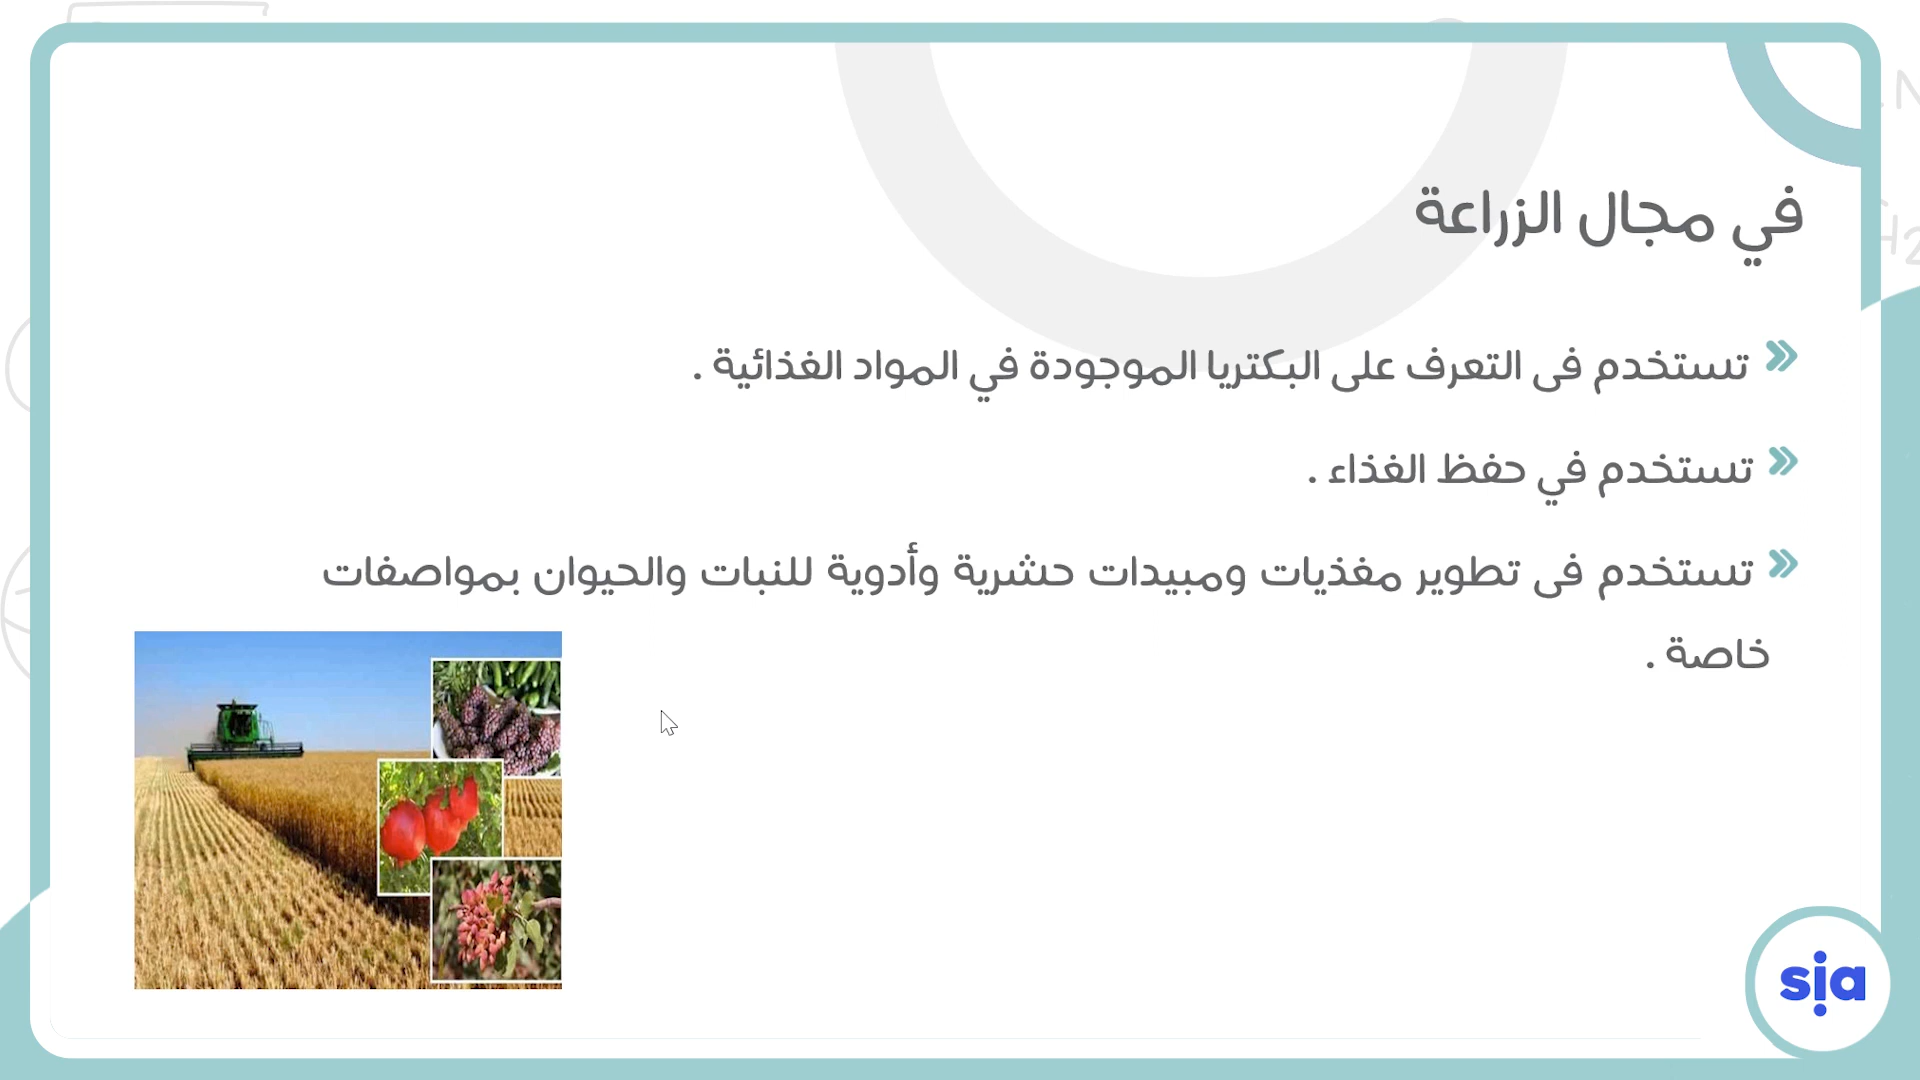 في مجال الزراعة
تستخدم فى التعرف على البكتريا الموجودة في المواد الغذائية .
تستخدم في حفظ الغذاء .
تستخدم فى تطوير مغذيات ومبيدات حشرية وأدوية للنبات والحيوان بمواصفات
خاصة .
sia